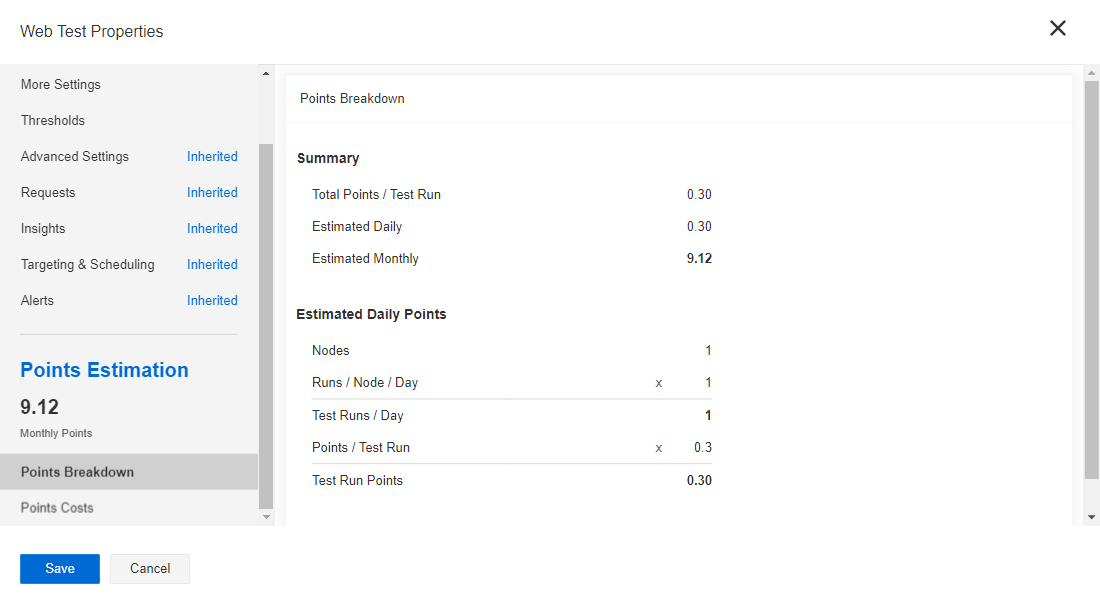 Web Test Properties
More Settings
Thresholds
Advanced Settings Inherited
Requests Inherited
Insights Inherited
Targeting & Scheduling Inherited
Alerts Inherited
Points Estimation
9.12
Monthly Points
Points Breakdown
Points Costs
Points Breakdown
Summary
Total Points / Test Run 0.30
Estimated Daily 0.30
Estimated Monthly 9.12
Estimated Daily Points
Nodes 1
Runs / Node / Day x 1
Test Runs / Day 1
Points / Test Run x 0.3
Test Run Points 0.30
Save Cancel